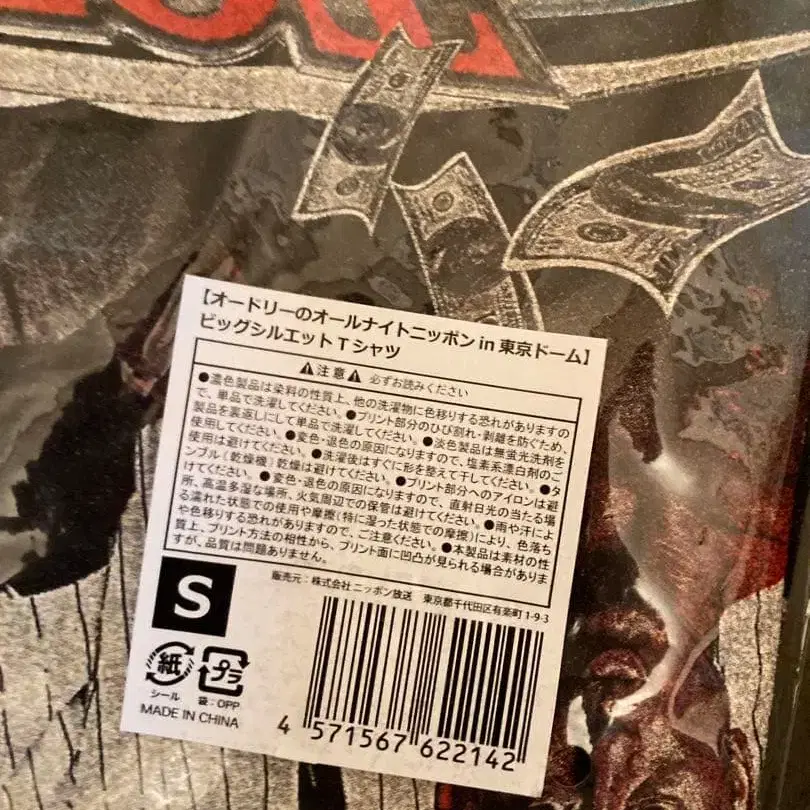 【オードリーのオールナイトニッポン in 東京ドーム】
ビッグシルエットTシャツ
⚠注意⚠ 必ずお読みください
●濃色製品は染料の性質上、他の洗濯物に色移りする恐れがありますの
で、単品で洗濯してください。●プリント部分のひび割れ・剥離を防ぐため、
製品を裏返しにして単品で洗濯してください。●淡色製品は無蛍光洗剤を
使用してください。●変色・退色の原因になりますので、塩素系漂白剤のご
使用は避けてください。●洗濯後はすぐに形を整えて干してください。●タ
ンブル(乾燥機)乾燥は避けてください。●プリント部分へのアイロンは避
けてください。●変色・退色の原因になりますので、直射日光の当たる場
所、高温多湿な場所、火気周辺での保管は避けてください。●雨や汗によ
る濡れた状態での使用や摩擦(特に湿った状態での摩擦)により、色落ち
や色移りする恐れがありますので、ご注意ください。●本製品は素材の性
質上、プリント方法の相性から、プリント面に凹凸が見られる場合がありま
すが、品質は問題ありません。
販売元:株式会社 ニッポン放送 東京都千代田区有楽町 1-9-3
S
紙 プラ
シール 袋:OPP
MADE IN CHINA
4 571567 622142